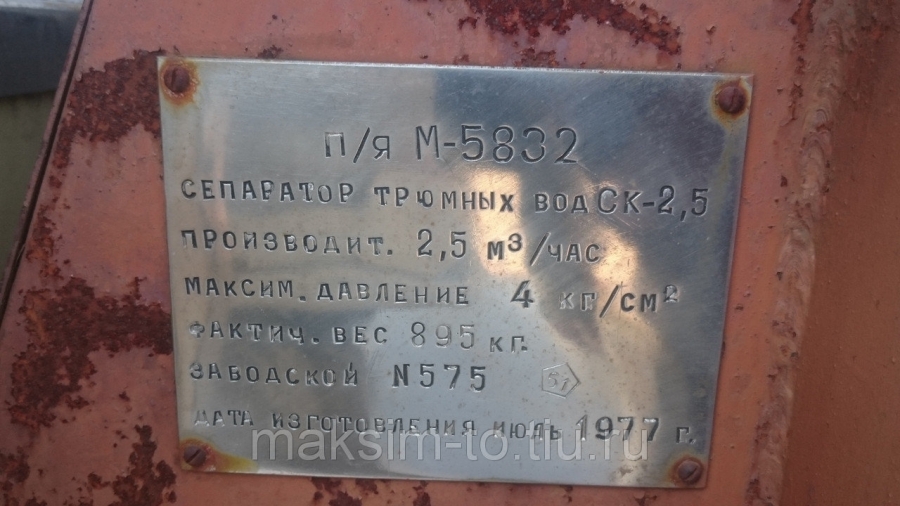 П/Я М-5832
СЕПАРАТОР ТРЮМНЫХ ВОД СК-2,5
ПРОИЗВОДИТ. 2,5 М³/ЧАС
МАКСИМ. ДАВЛЕНИЕ 4 КГ/СМ²
ФАКТИЧ. ВЕС 895 КГ.
ЗАВОДСКОЙ N575
ДАТА ИЗГОТОВЛЕНИЯ ИЮЛЬ 1977 Г.
maksim-to.tiu.ru